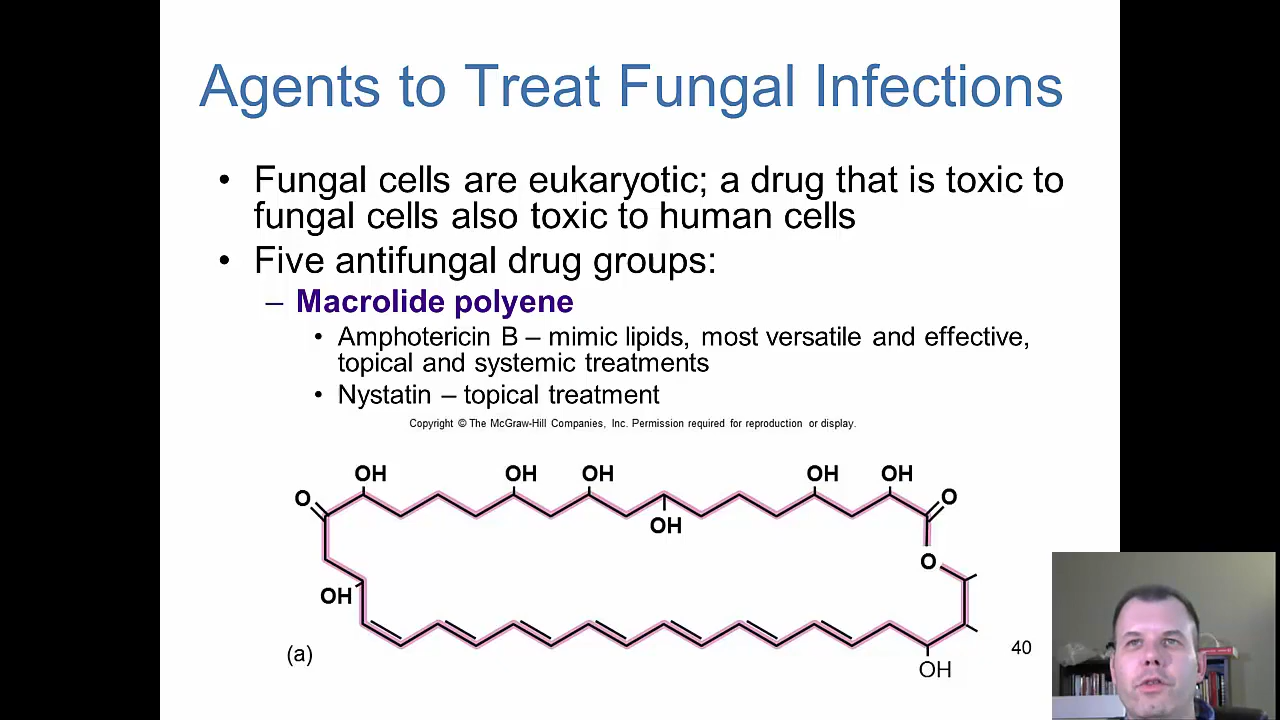 Agents to Treat Fungal Infections
• Fungal cells are eukaryotic; a drug that is toxic to
fungal cells also toxic to human cells
• Five antifungal drug groups:
– Macrolide polyene
• Amphotericin B – mimic lipids, most versatile and effective,
topical and systemic treatments
• Nystatin – topical treatment
Copyright © The McGraw-Hill Companies, Inc. Permission required for reproduction or display.
OH OH OH OH OH
O O
OH
O
OH
(a) 40
OH